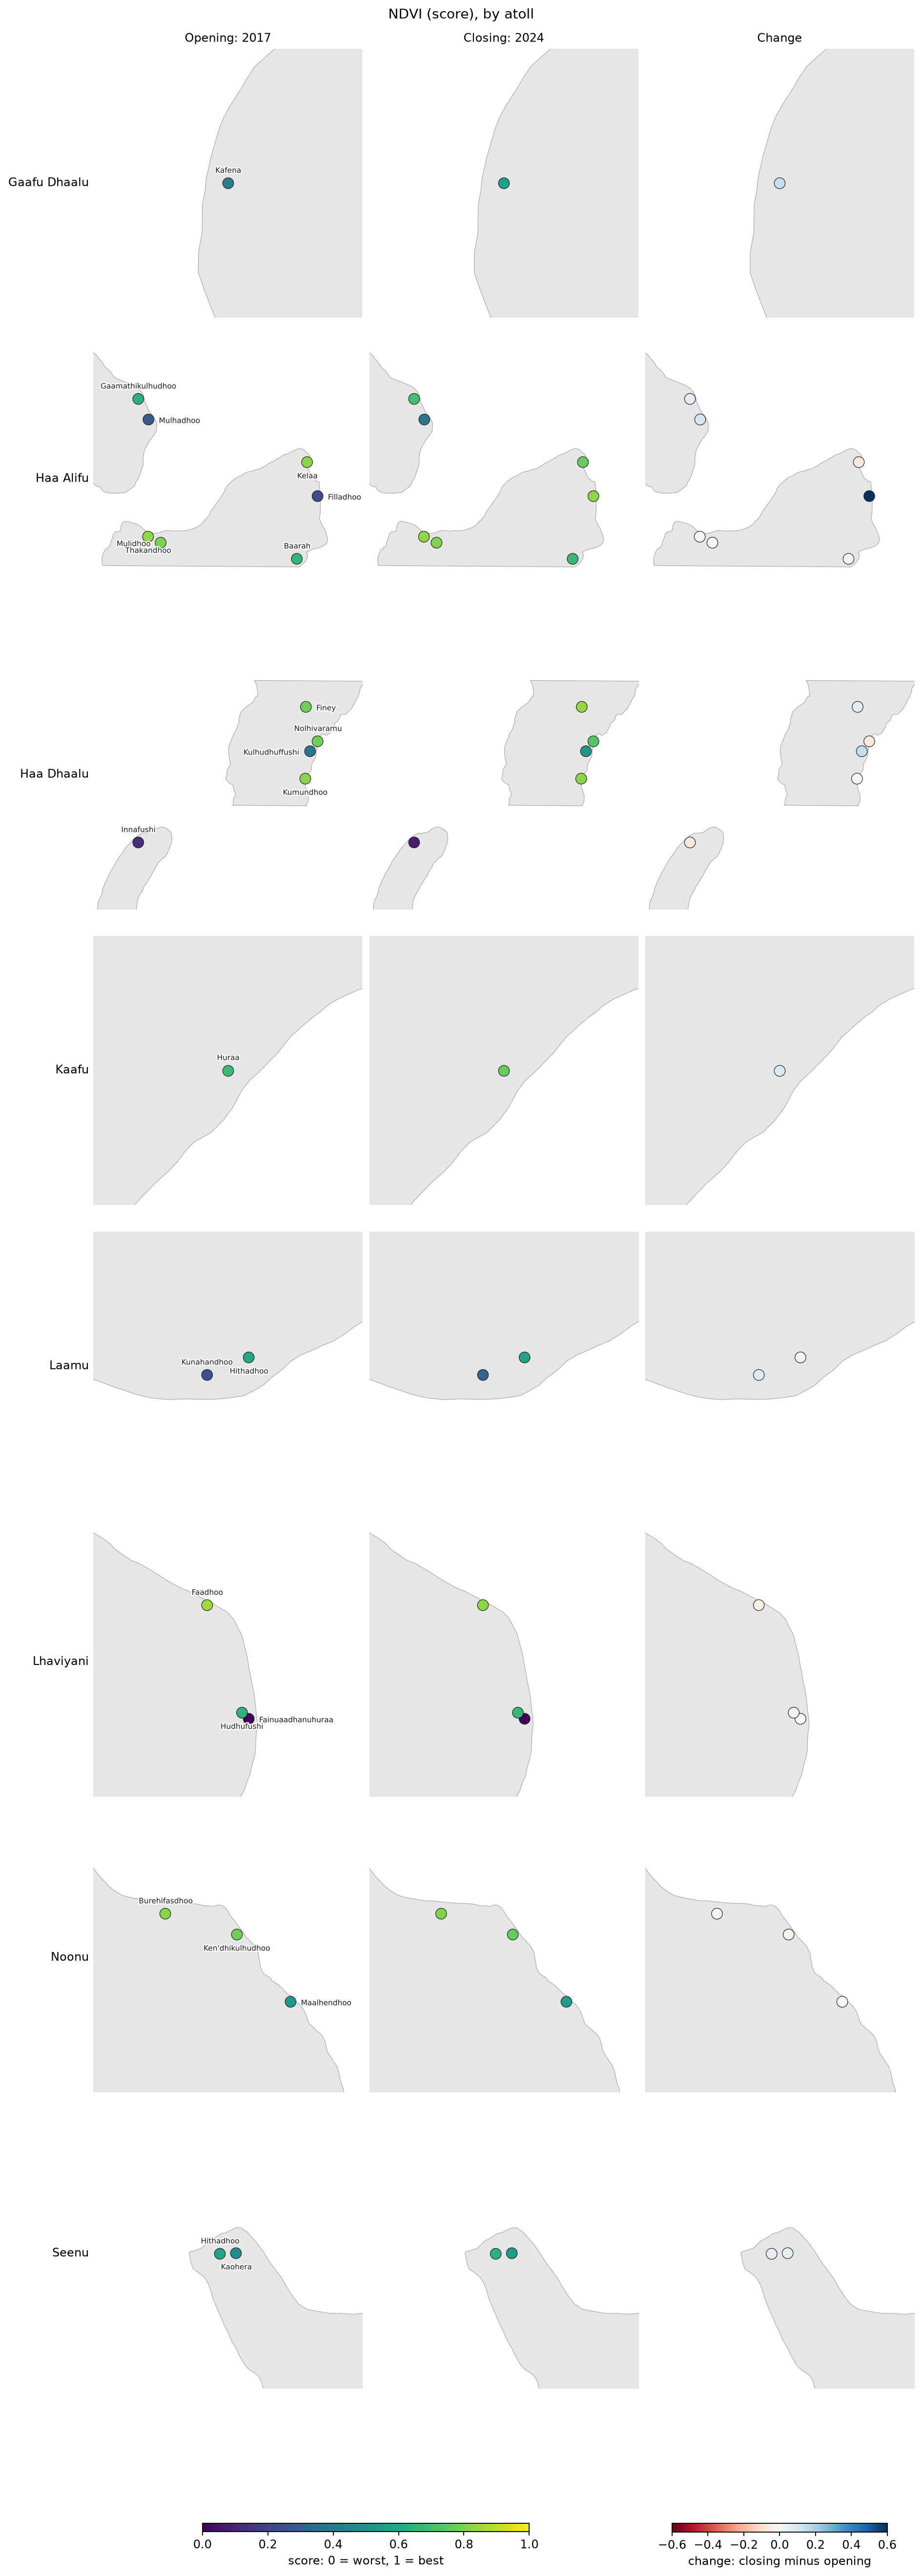 NDVI (score), by atoll
Opening: 2017
Closing: 2024
Change
Gaafu Dhaalu
Kafena
Haa Alifu
Gaamathikulhudhoo
Mulhadhoo
Kelaa
Filladhoo
Mulidhoo
Thakandhoo
Baarah
Haa Dhaalu
Finey
Nolhivaramu
Kulhudhuffushi
Kumundhoo
Innafushi
Kaafu
Huraa
Laamu
Kunahandhoo
Hithadhoo
Lhaviyani
Faadhoo
Fainuaadhanuhuraa
Hudhufushi
Noonu
Burehifasdhoo
Ken'dhikulhudhoo
Maalhendhoo
Seenu
Hithadhoo
Kaohera
0.0 0.2 0.4 0.6 0.8 1.0
score: 0 = worst, 1 = best
−0.6 −0.4 −0.2 0.0 0.2 0.4 0.6
change: closing minus opening